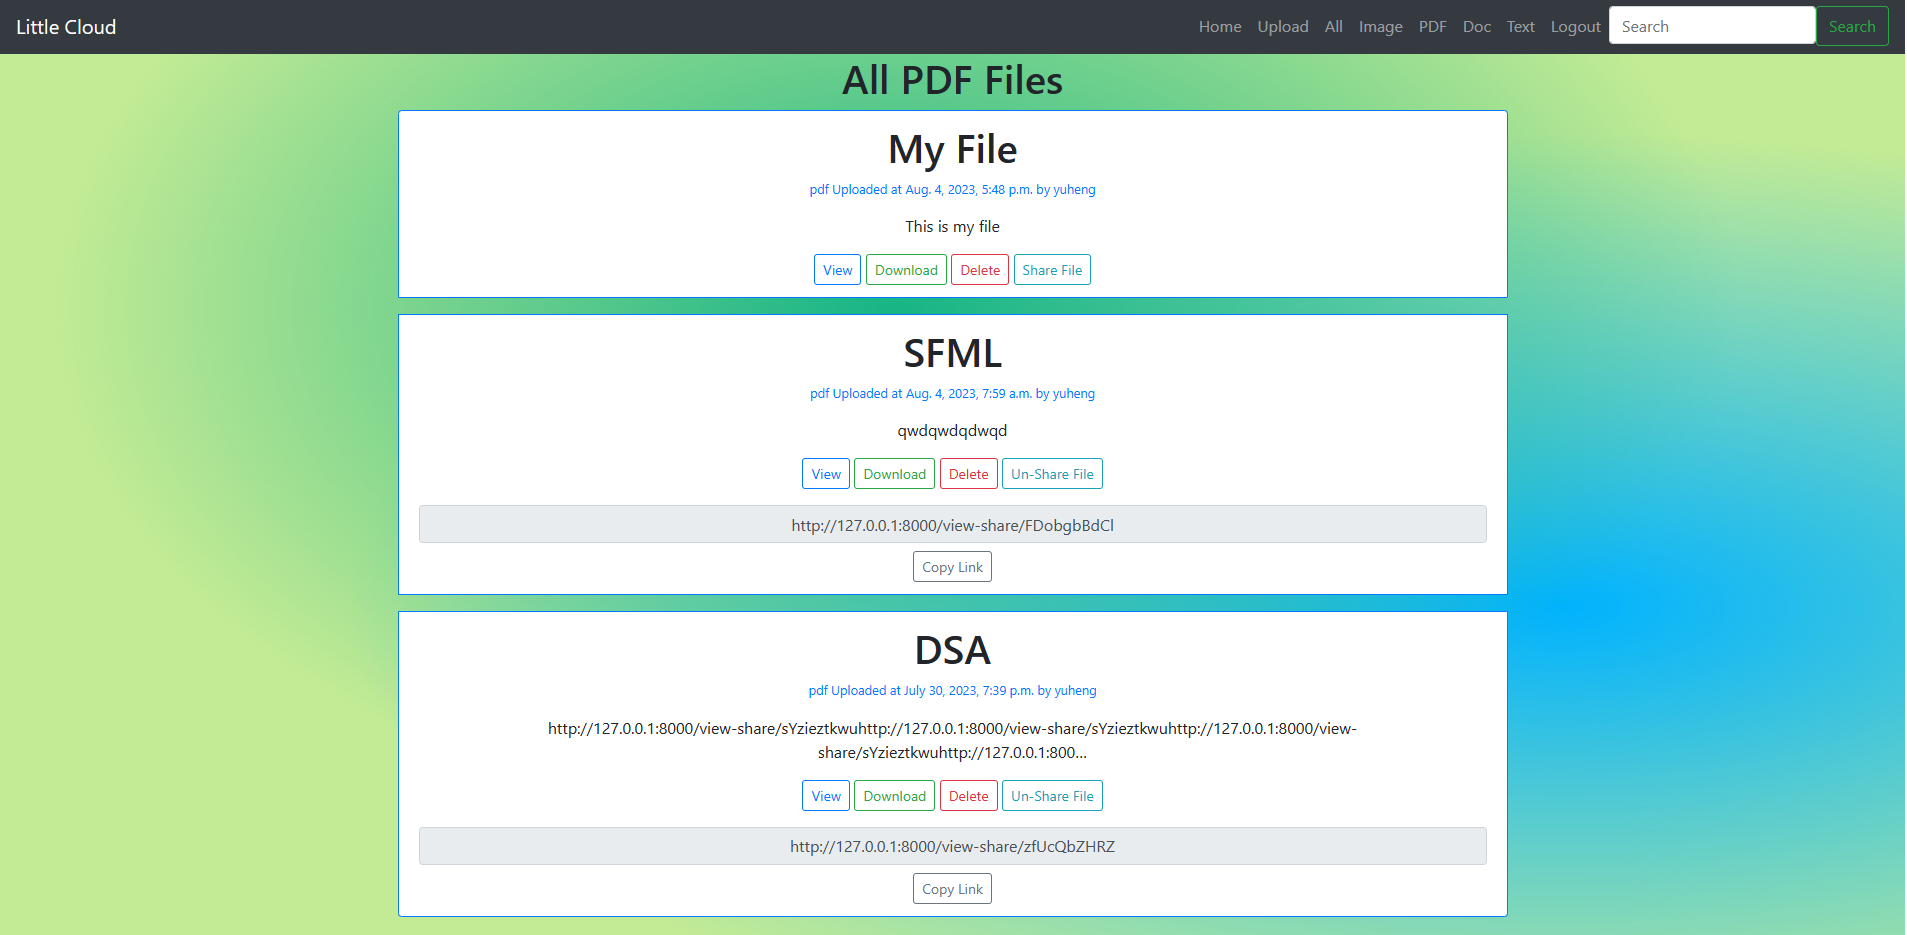 Little Cloud
Home Upload All Image PDF Doc Text Logout Search Search
All PDF Files
My File
pdf Uploaded at Aug. 4, 2023, 5:48 p.m. by yuheng
This is my file
View Download Delete Share File
SFML
pdf Uploaded at Aug. 4, 2023, 7:59 a.m. by yuheng
qwdqwdqdwqd
View Download Delete Un-Share File
http://127.0.0.1:8000/view-share/FDobgbBdCl
Copy Link
DSA
pdf Uploaded at July 30, 2023, 7:39 p.m. by yuheng
http://127.0.0.1:8000/view-share/sYzieztkwuhttp://127.0.0.1:8000/view-share/sYzieztkwuhttp://127.0.0.1:8000/view-
share/sYzieztkwuhttp://127.0.0.1:800...
View Download Delete Un-Share File
http://127.0.0.1:8000/view-share/zfUcQbZHRZ
Copy Link